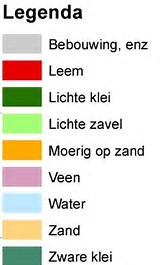 Legenda
Bebouwing, enz
Leem
Lichte klei
Lichte zavel
Moerig op zand
Veen
Water
Zand
Zware klei